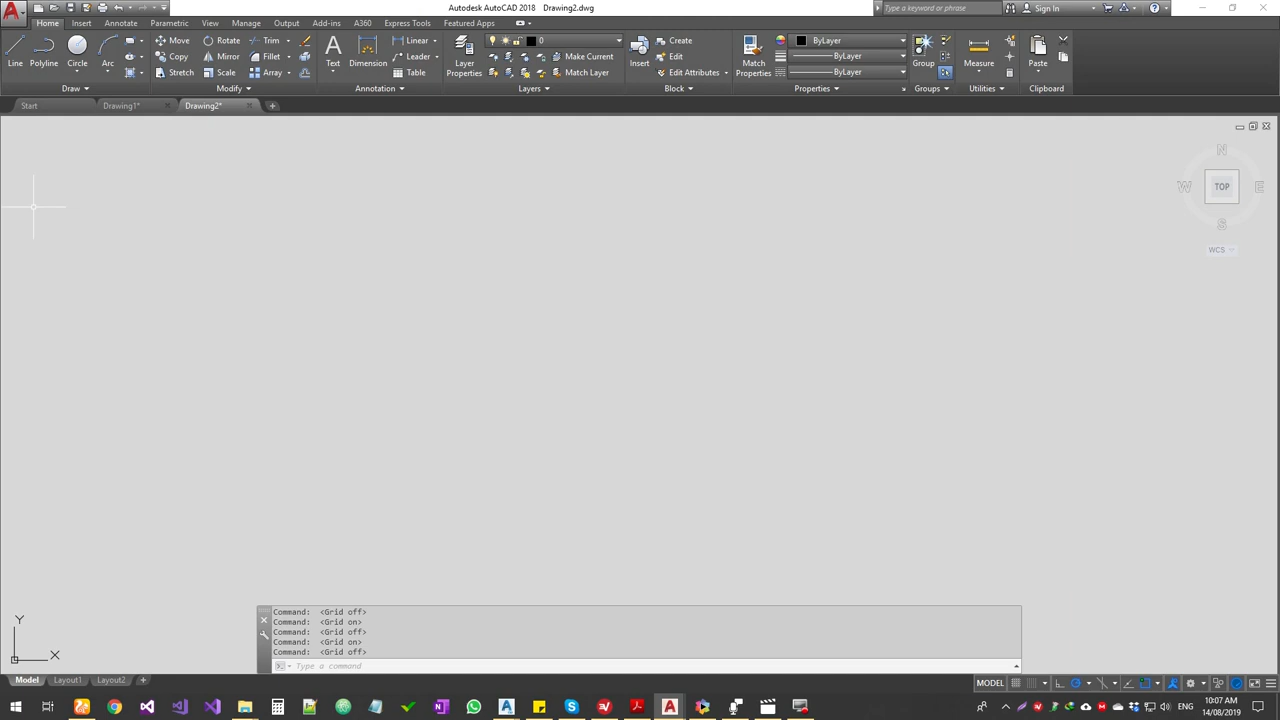 Autodesk AutoCAD 2018 Drawing2.dwg
Type a keyword or phrase
Sign In
Home Insert Annotate Parametric View Manage Output Add-ins A360 Express Tools Featured Apps
Line Polyline Circle Arc
Move Rotate Trim
Copy Mirror Fillet
Stretch Scale Array
Text Dimension
Linear
Leader
Table
Layer Properties
0
Make Current
Match Layer
Insert
Create
Edit
Edit Attributes
Match Properties
ByLayer
ByLayer
ByLayer
Group
Measure
Paste
Draw Modify Annotation Layers Block Properties Groups Utilities Clipboard
Start Drawing1* Drawing2*
N
W TOP E
S
WCS
Y
X
Command: <Grid off>
Command: <Grid on>
Command: <Grid off>
Command: <Grid on>
Command: <Grid off>
Type a command
Model Layout1 Layout2
MODEL
10:07 AM
14/08/2019